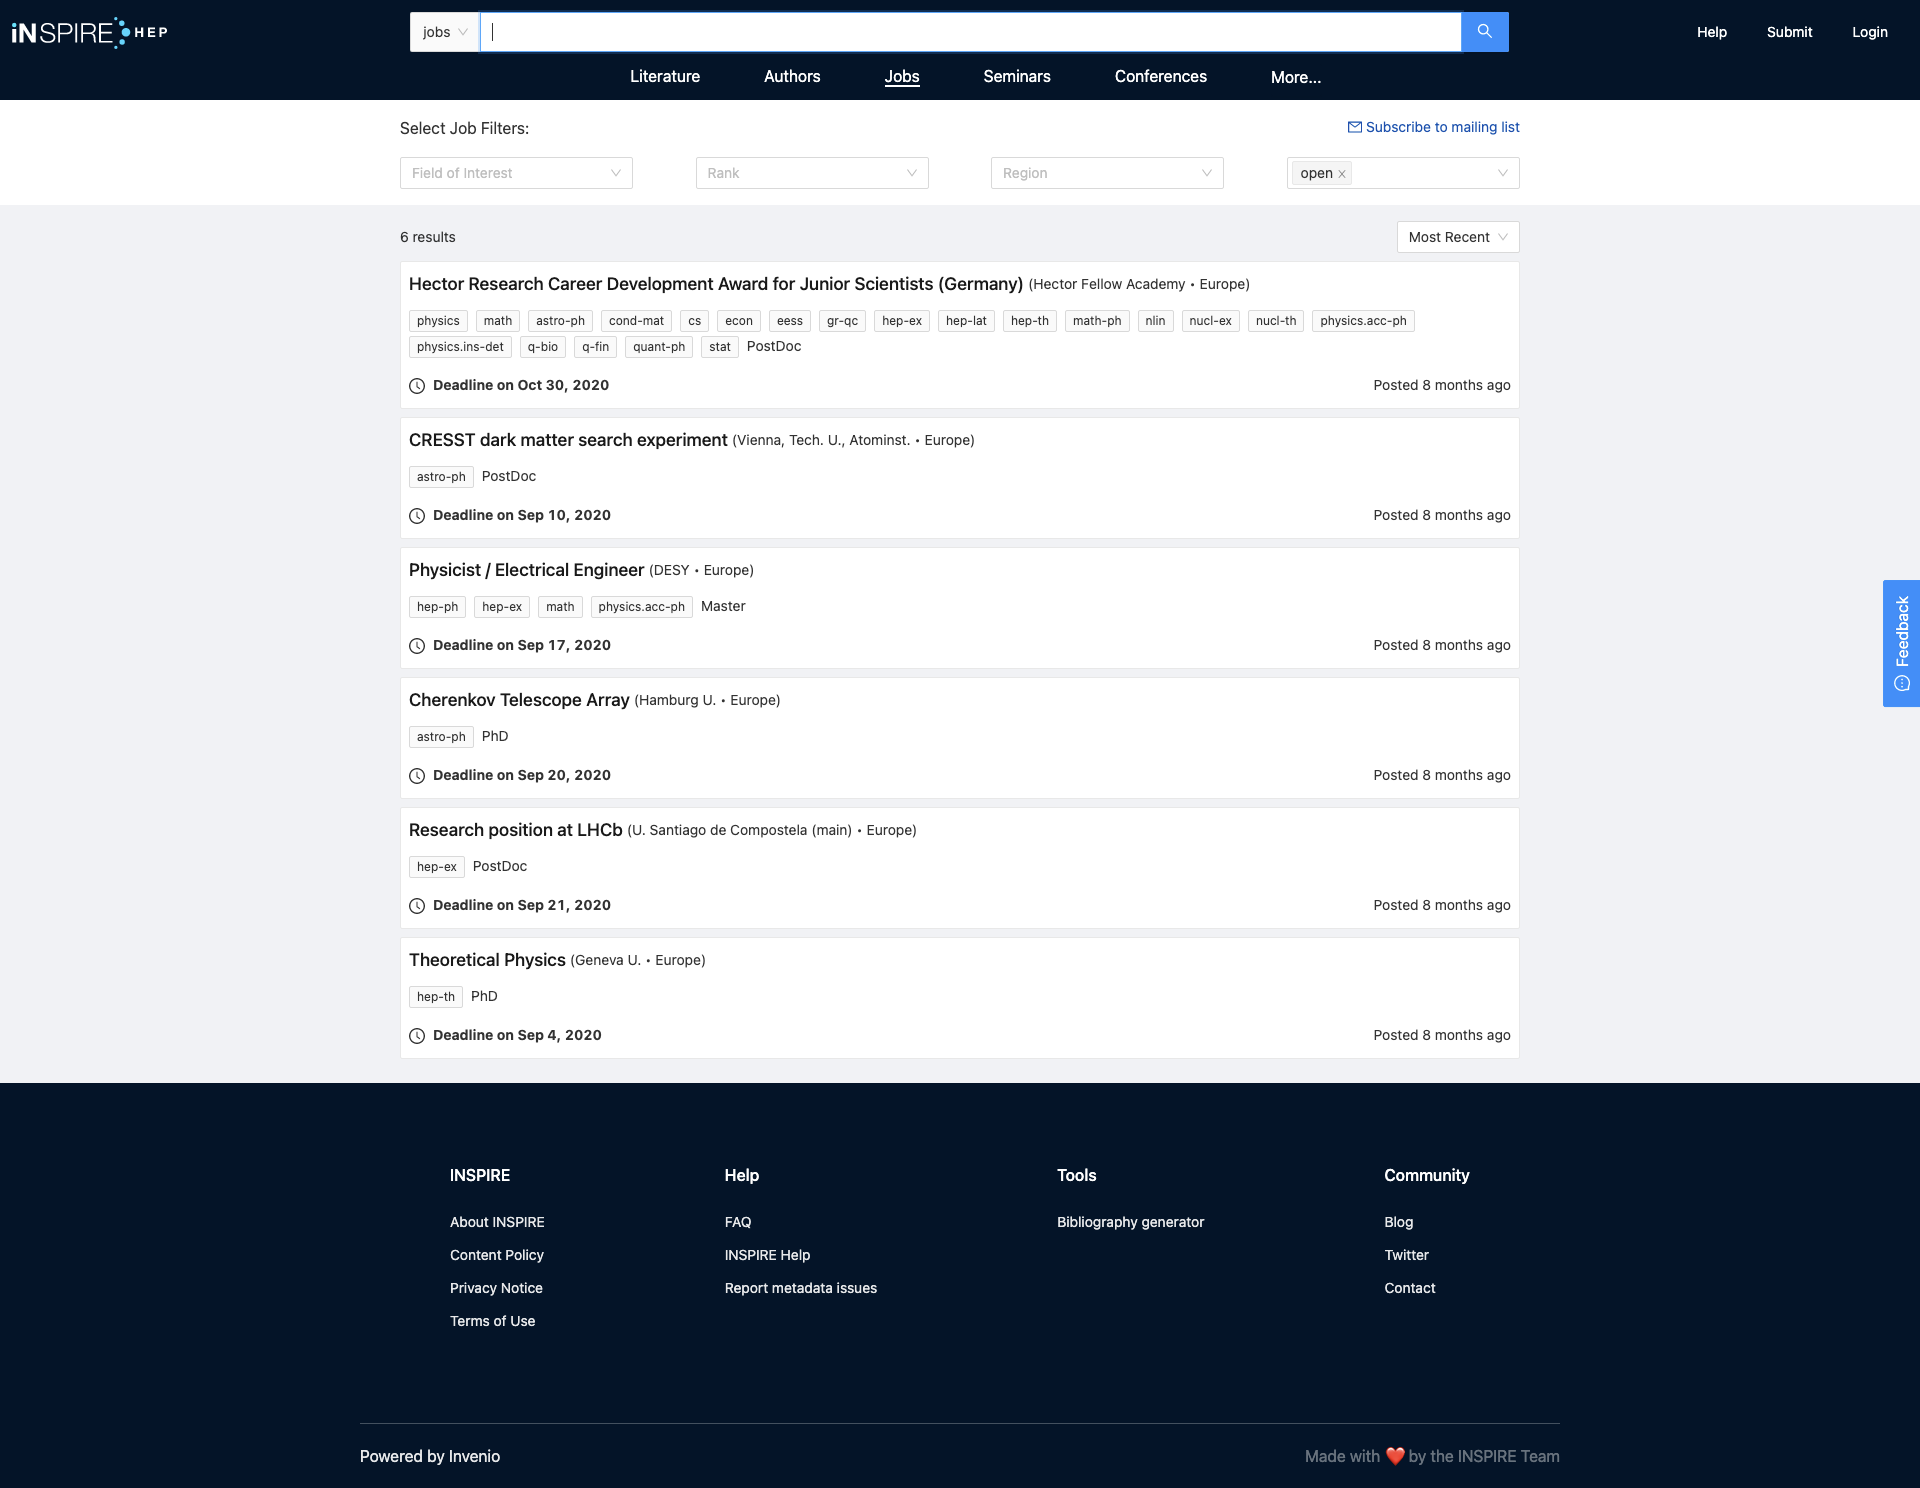 iNSPIRE HEP
jobs
Help
Submit
Login
Literature
Authors
Jobs
Seminars
Conferences
More...
Select Job Filters:
Subscribe to mailing list
Field of Interest
Rank
Region
open
6 results
Most Recent
Hector Research Career Development Award for Junior Scientists (Germany) (Hector Fellow Academy • Europe)
physics math astro-ph cond-mat cs econ eess gr-qc hep-ex hep-lat hep-th math-ph nlin nucl-ex nucl-th physics.acc-ph
physics.ins-det q-bio q-fin quant-ph stat PostDoc
Deadline on Oct 30, 2020
Posted 8 months ago
CRESST dark matter search experiment (Vienna, Tech. U., Atominst. • Europe)
astro-ph PostDoc
Deadline on Sep 10, 2020
Posted 8 months ago
Physicist / Electrical Engineer (DESY • Europe)
hep-ph hep-ex math physics.acc-ph Master
Deadline on Sep 17, 2020
Posted 8 months ago
Cherenkov Telescope Array (Hamburg U. • Europe)
astro-ph PhD
Deadline on Sep 20, 2020
Posted 8 months ago
Research position at LHCb (U. Santiago de Compostela (main) • Europe)
hep-ex PostDoc
Deadline on Sep 21, 2020
Posted 8 months ago
Theoretical Physics (Geneva U. • Europe)
hep-th PhD
Deadline on Sep 4, 2020
Posted 8 months ago
Feedback
INSPIRE
About INSPIRE
Content Policy
Privacy Notice
Terms of Use
Help
FAQ
INSPIRE Help
Report metadata issues
Tools
Bibliography generator
Community
Blog
Twitter
Contact
Powered by Invenio
Made with ❤️ by the INSPIRE Team